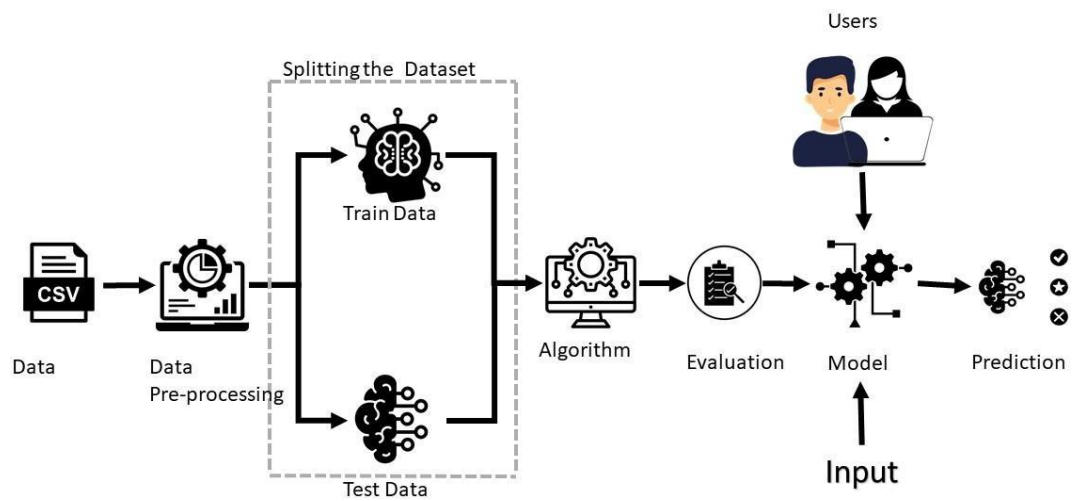 Users
Splitting the Dataset
Train Data
CSV
Data
Data
Pre-processing
Algorithm
Evaluation
Model
Prediction
Test Data
Input